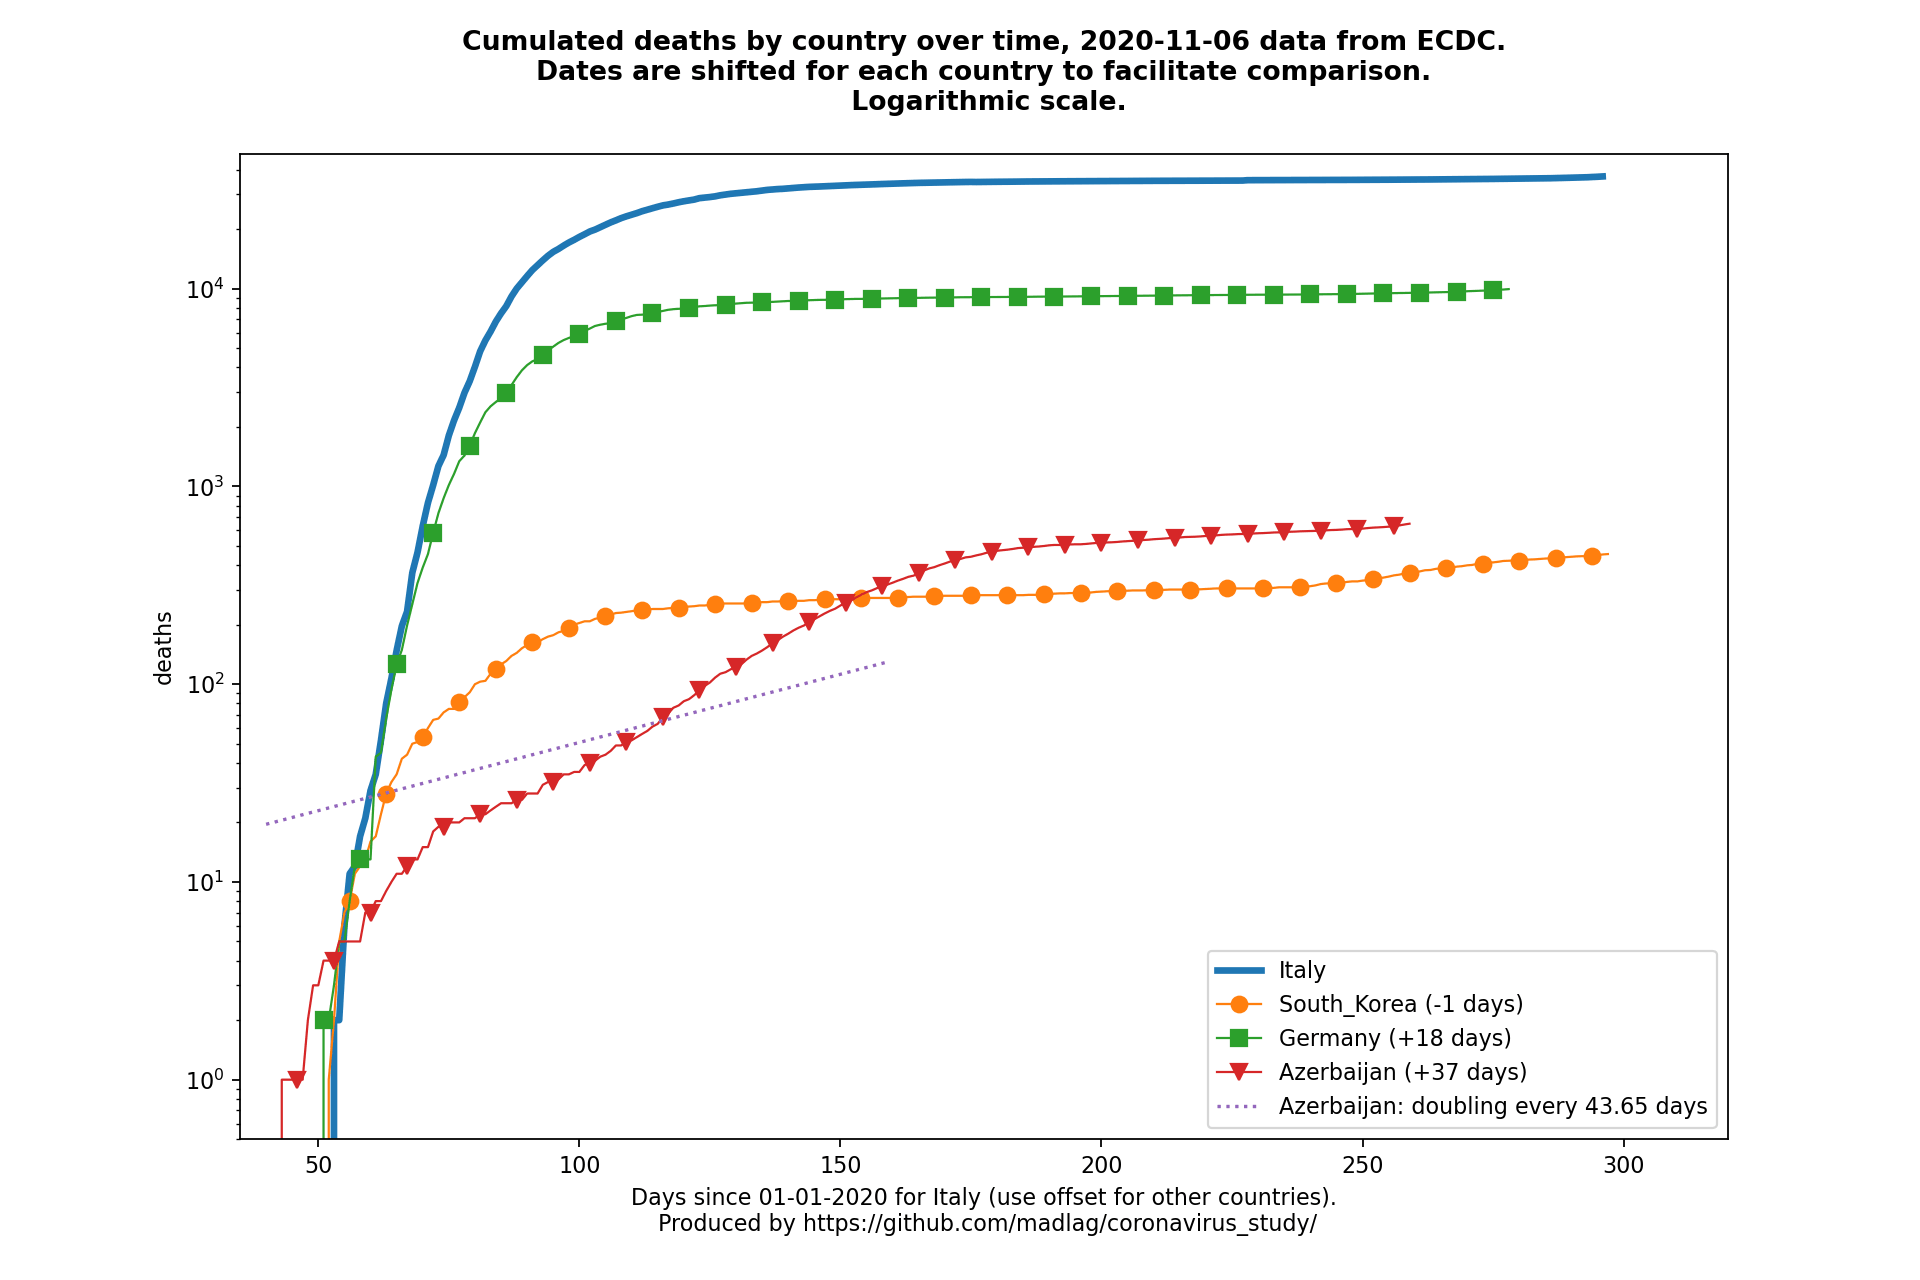 Cumulated deaths by country over time, 2020-11-06 data from ECDC.
Dates are shifted for each country to facilitate comparison.
Logarithmic scale.
10^4
10^3
10^2
10^1
10^0
deaths
50
100
150
200
250
300
Days since 01-01-2020 for Italy (use offset for other countries).
Produced by https://github.com/madlag/coronavirus_study/
Italy
South_Korea (-1 days)
Germany (+18 days)
Azerbaijan (+37 days)
Azerbaijan: doubling every 43.65 days